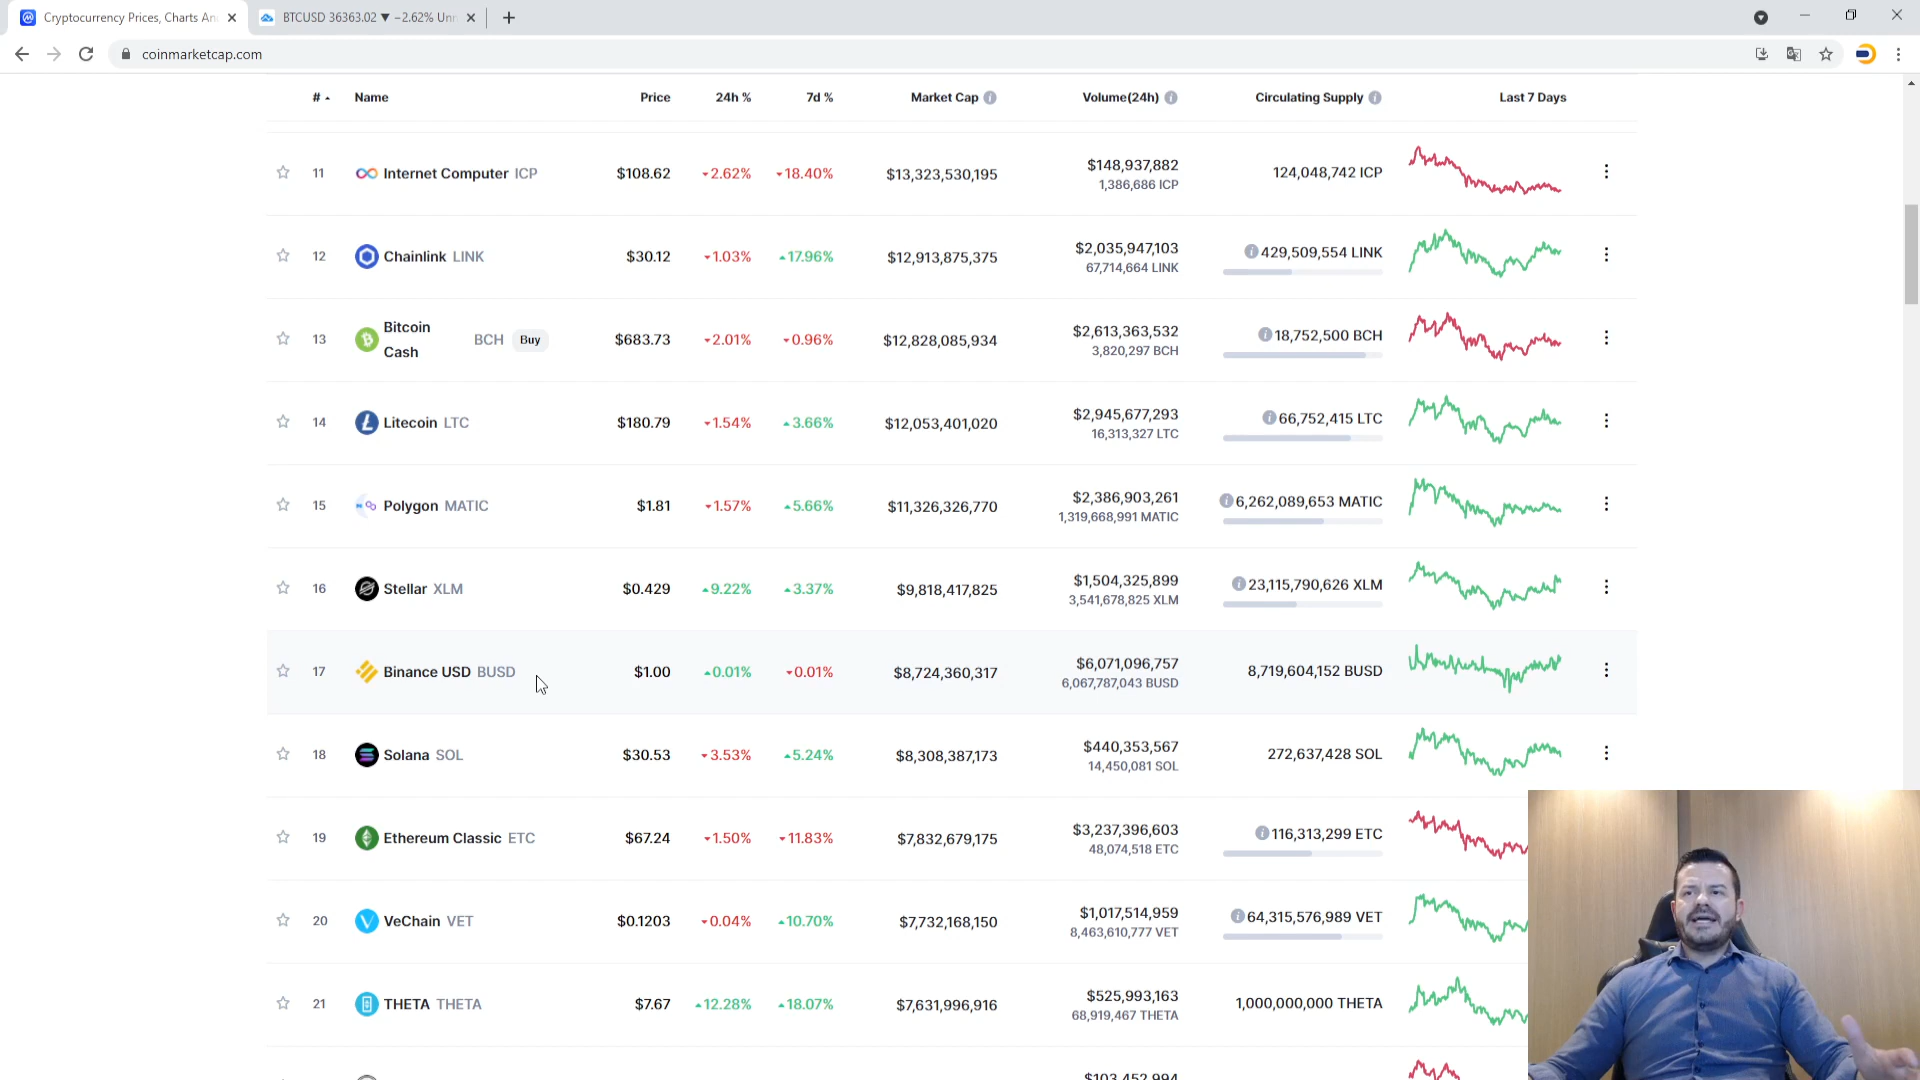 Cryptocurrency Prices, Charts An
BTCUSD 36363.02 ▼ −2.62% Unn
coinmarketcap.com
# Name Price 24h % 7d % Market Cap Volume(24h) Circulating Supply Last 7 Days
11 Internet Computer ICP $108.62 2.62% 18.40% $13,323,530,195 $148,937,882 124,048,742 ICP
1,386,686 ICP
12 Chainlink LINK $30.12 1.03% 17.96% $12,913,875,375 $2,035,947,103 429,509,554 LINK
67,714,664 LINK
13 Bitcoin Cash BCH Buy $683.73 2.01% 0.96% $12,828,085,934 $2,613,363,532 18,752,500 BCH
3,820,297 BCH
14 Litecoin LTC $180.79 1.54% 3.66% $12,053,401,020 $2,945,677,293 66,752,415 LTC
16,313,327 LTC
15 Polygon MATIC $1.81 1.57% 5.66% $11,326,326,770 $2,386,903,261 6,262,089,653 MATIC
1,319,668,991 MATIC
16 Stellar XLM $0.429 9.22% 3.37% $9,818,417,825 $1,504,325,899 23,115,790,626 XLM
3,541,678,825 XLM
17 Binance USD BUSD $1.00 0.01% 0.01% $8,724,360,317 $6,071,096,757 8,719,604,152 BUSD
6,067,787,043 BUSD
18 Solana SOL $30.53 3.53% 5.24% $8,308,387,173 $440,353,567 272,637,428 SOL
14,450,081 SOL
19 Ethereum Classic ETC $67.24 1.50% 11.83% $7,832,679,175 $3,237,396,603 116,313,299 ETC
48,074,518 ETC
20 VeChain VET $0.1203 0.04% 10.70% $7,732,168,150 $1,017,514,959 64,315,576,989 VET
8,463,610,777 VET
21 THETA THETA $7.67 12.28% 18.07% $7,631,996,916 $525,993,163 1,000,000,000 THETA
68,919,467 THETA
$103,452,994